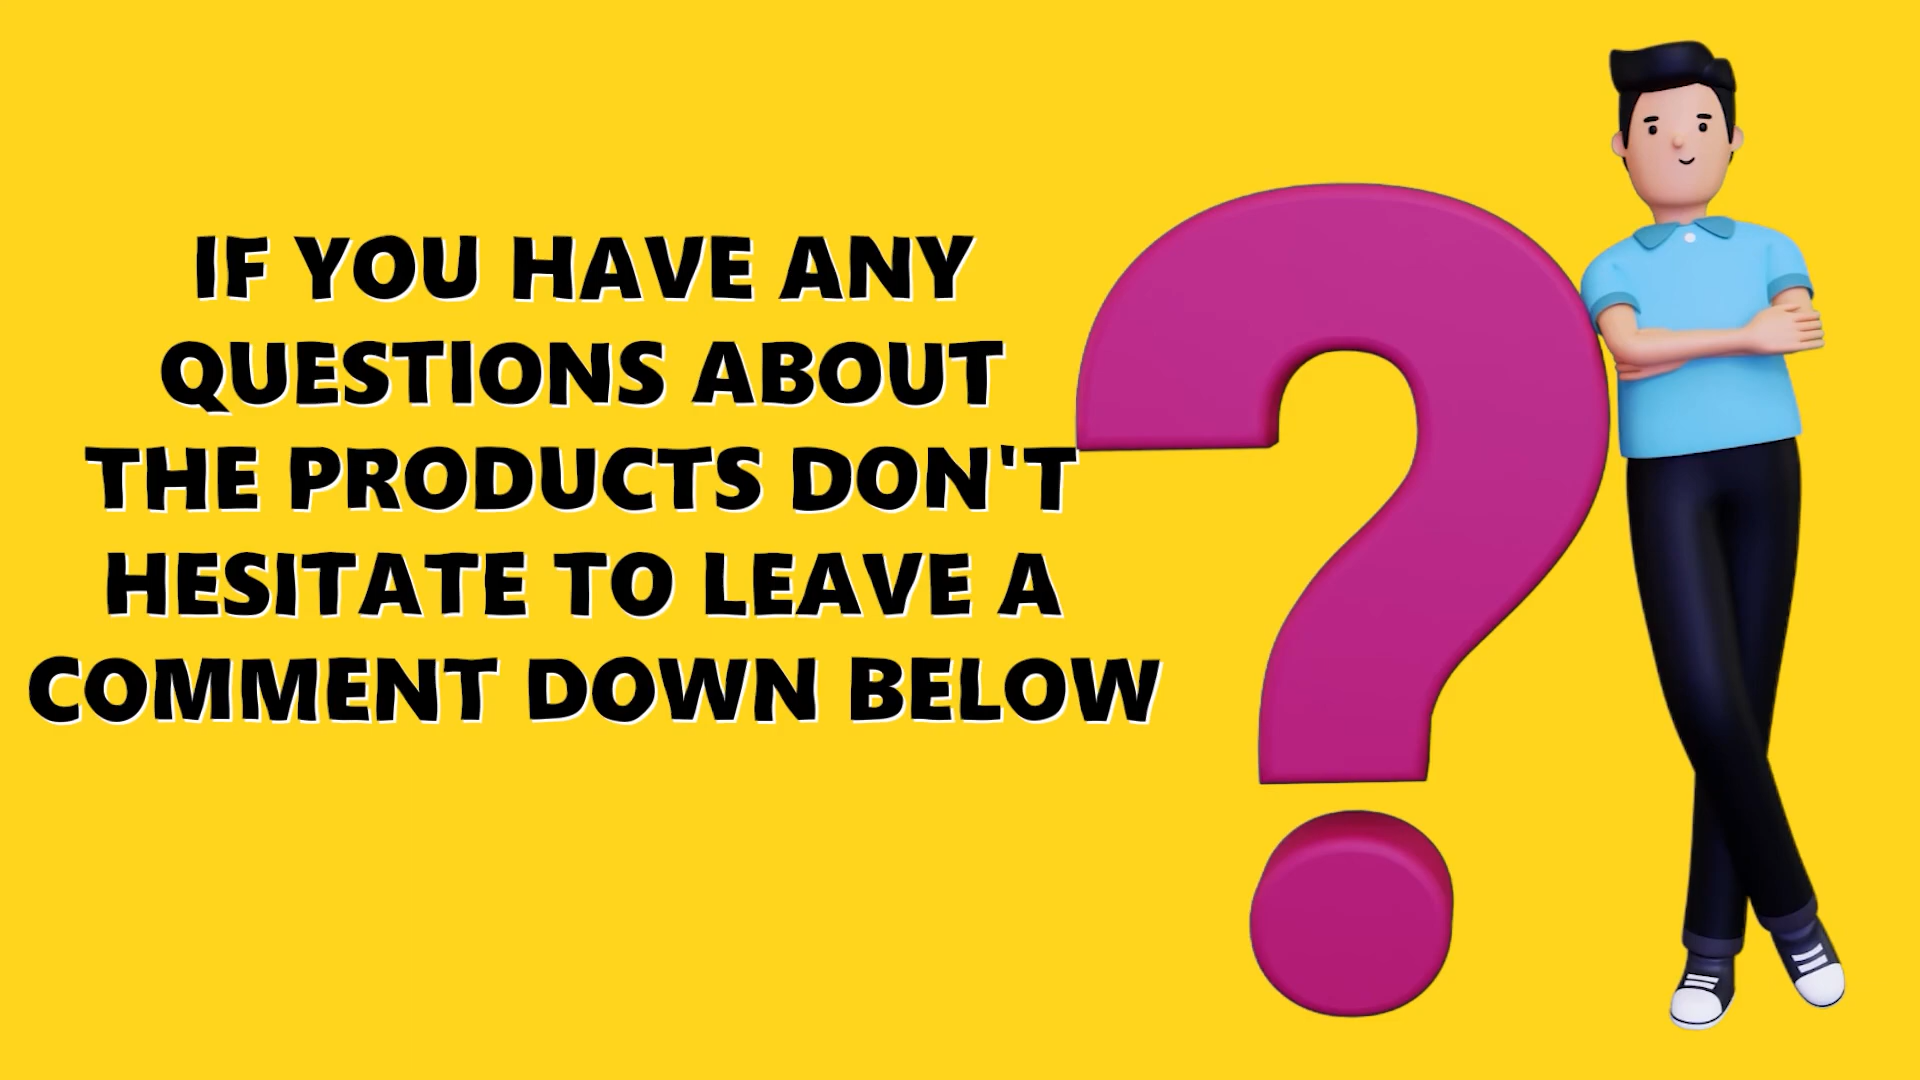 IF YOU HAVE ANY
QUESTIONS ABOUT
THE PRODUCTS DON'T
HESITATE TO LEAVE A
COMMENT DOWN BELOW